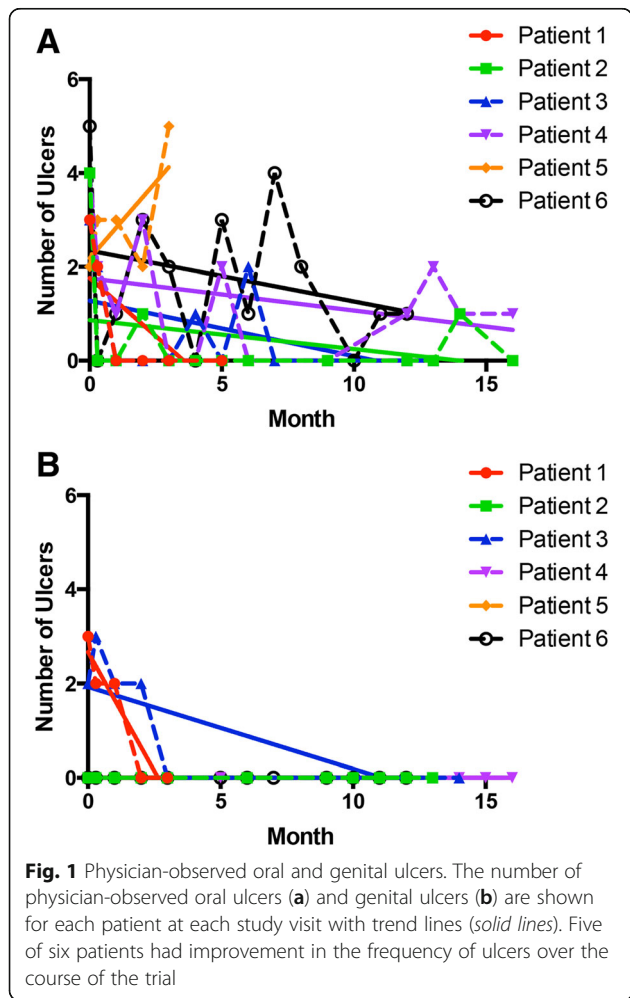 A
Patient 1
Patient 2
Patient 3
Patient 4
Patient 5
Patient 6
Number of Ulcers
6
4
2
0
0
5
10
15
Month
B
Patient 1
Patient 2
Patient 3
Patient 4
Patient 5
Patient 6
Number of Ulcers
6
4
2
0
0
5
10
15
Month
Fig. 1 Physician-observed oral and genital ulcers. The number of
physician-observed oral ulcers (a) and genital ulcers (b) are shown
for each patient at each study visit with trend lines (solid lines). Five
of six patients had improvement in the frequency of ulcers over the
course of the trial